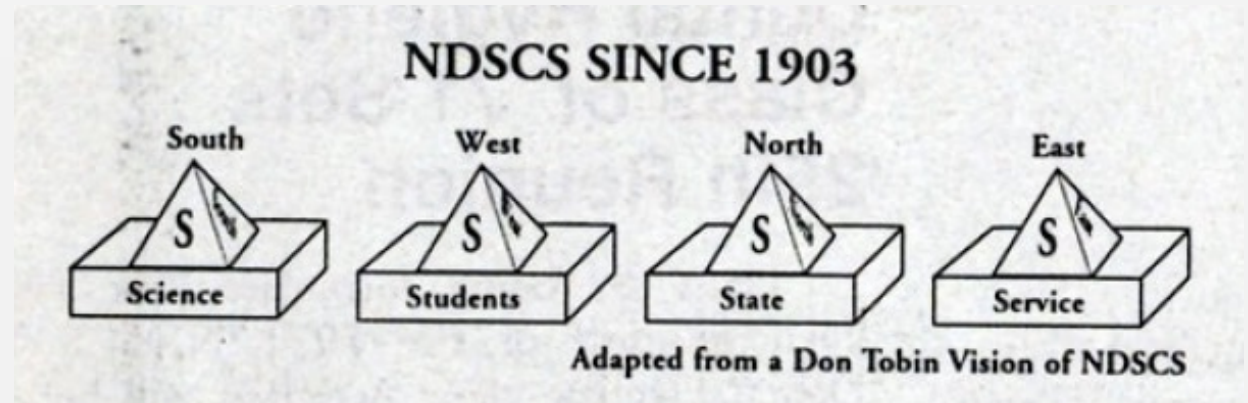 NDSCS SINCE 1903
South West North East
S S S S
Science Students State Service
Adapted from a Don Tobin Vision of NDSCS